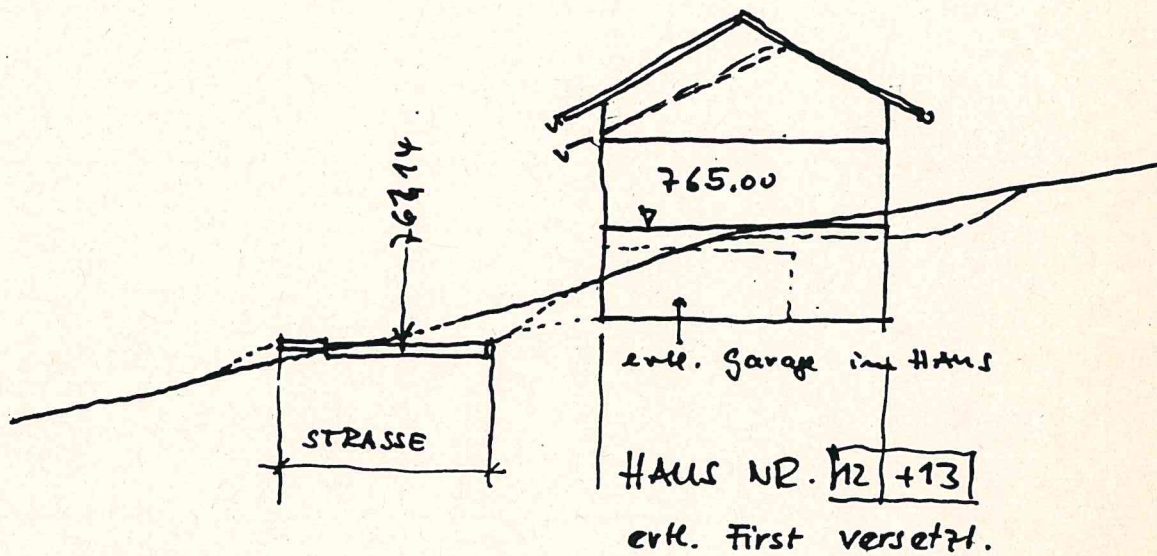 765.00
evtl. Garage im HAUS
STRASSE
HAUS NR. 12 +13
evtl. First versetzt.